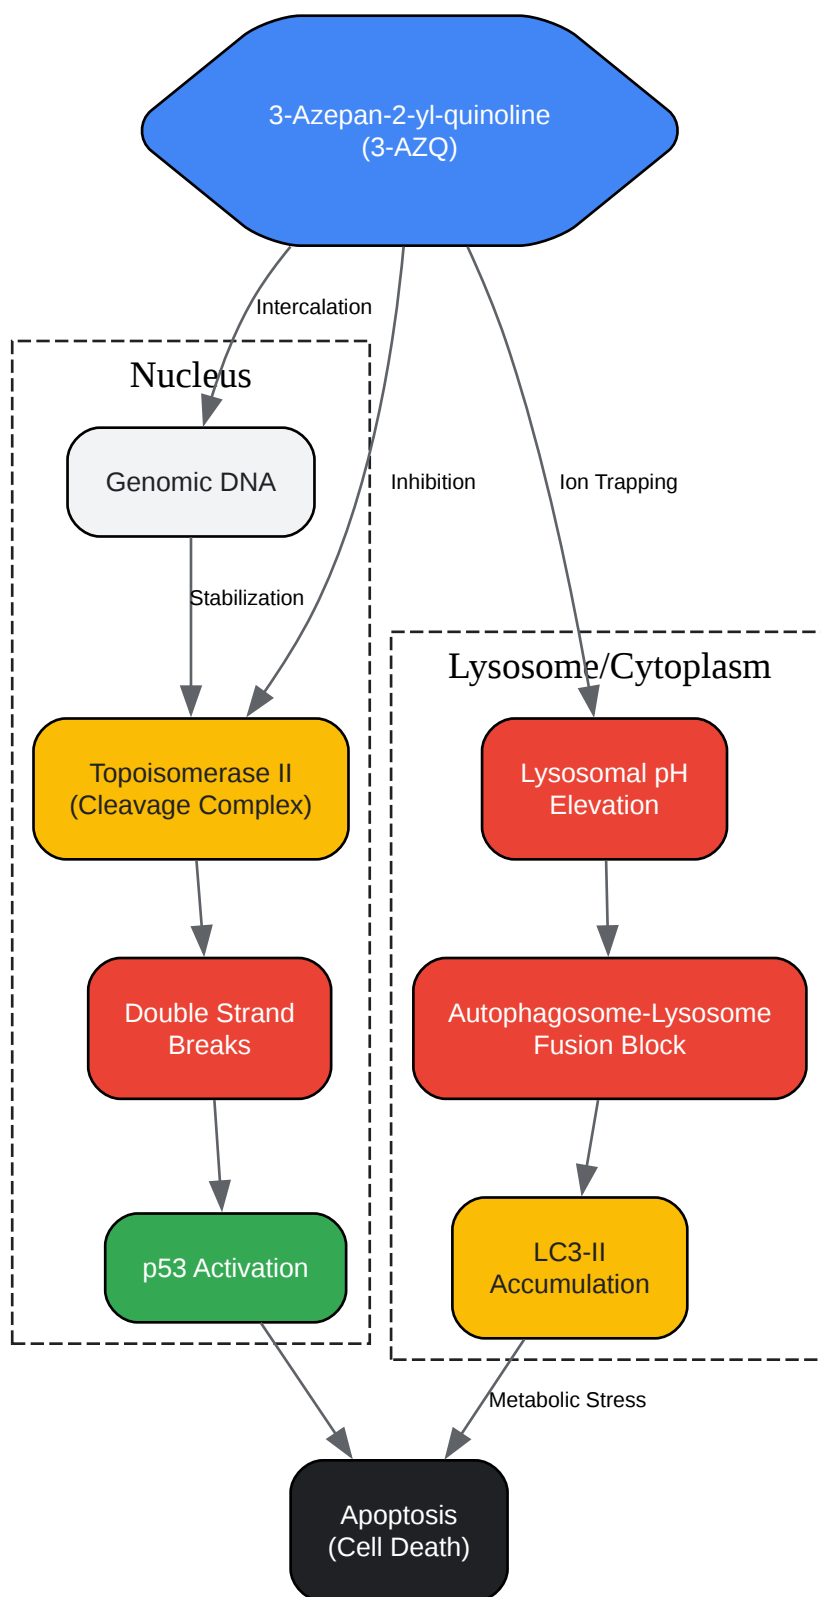 3-Azepan-2-yl-quinoline
(3-AZQ)
Intercalation
Nucleus
Genomic DNA
Inhibition
Ion Trapping
Stabilization
Lysosome/Cytoplasm
Topoisomerase II
(Cleavage Complex)
Lysosomal pH
Elevation
Double Strand
Breaks
Autophagosome-Lysosome
Fusion Block
p53 Activation
LC3-II
Accumulation
Metabolic Stress
Apoptosis
(Cell Death)